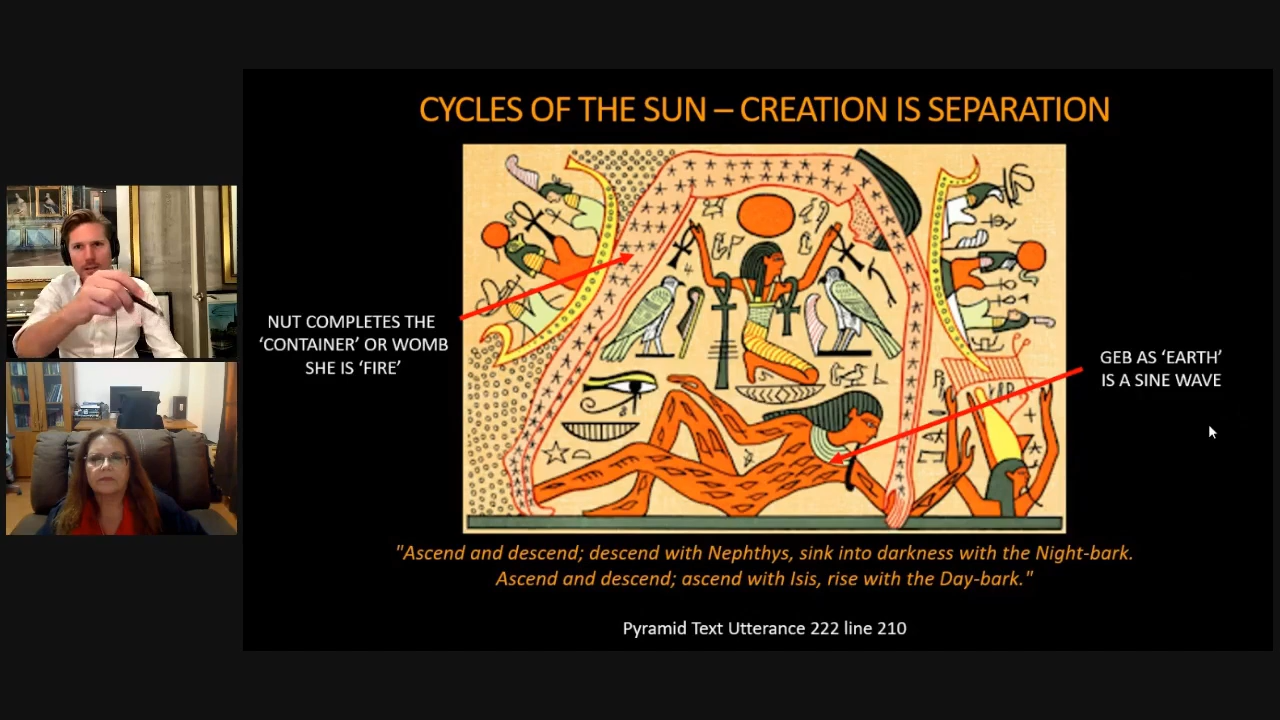 CYCLES OF THE SUN – CREATION IS SEPARATION
NUT COMPLETES THE
‘CONTAINER’ OR WOMB
SHE IS ‘FIRE’
GEB AS ‘EARTH’
IS A SINE WAVE
"Ascend and descend; descend with Nephthys, sink into darkness with the Night-bark.
Ascend and descend; ascend with Isis, rise with the Day-bark."
Pyramid Text Utterance 222 line 210